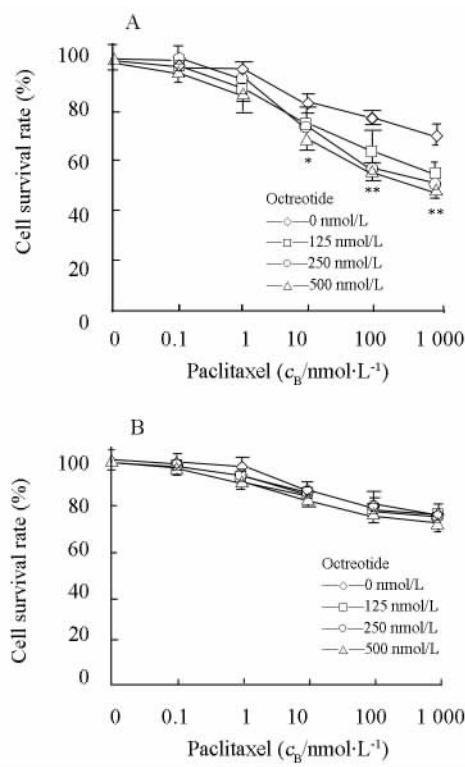 A
Cell survival rate (%)
100
80
60
40
20
0
*
**
**
Octreotide
0 nmol/L
125 nmol/L
250 nmol/L
500 nmol/L
0 0.1 1 10 100 1 000
Paclitaxel (cB/nmol·L-1)
B
Cell survival rate (%)
100
80
60
40
20
0
Octreotide
0 nmol/L
125 nmol/L
250 nmol/L
500 nmol/L
0 0.1 1 10 100 1 000
Paclitaxel (cB/nmol·L-1)